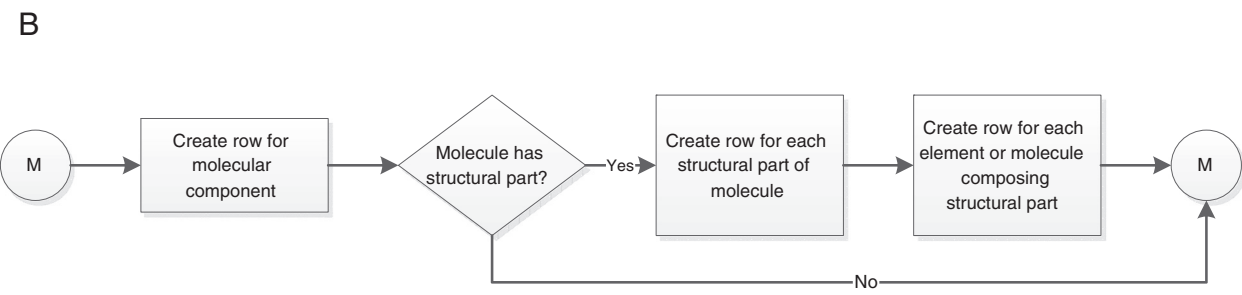 B
M
Create row for
molecular
component
Molecule has
structural part?
Yes
Create row for each
structural part of
molecule
Create row for each
element or molecule
composing
structural part
M
No